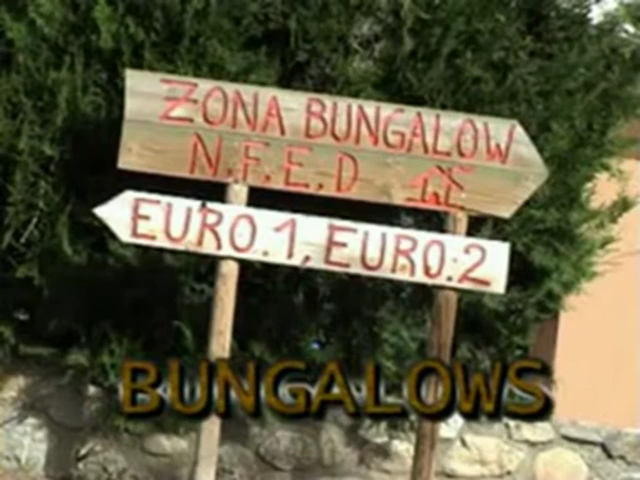 ZONA BUNGALOW
N.F.E.D
EURO.1, EURO.2
BUNGALOWS